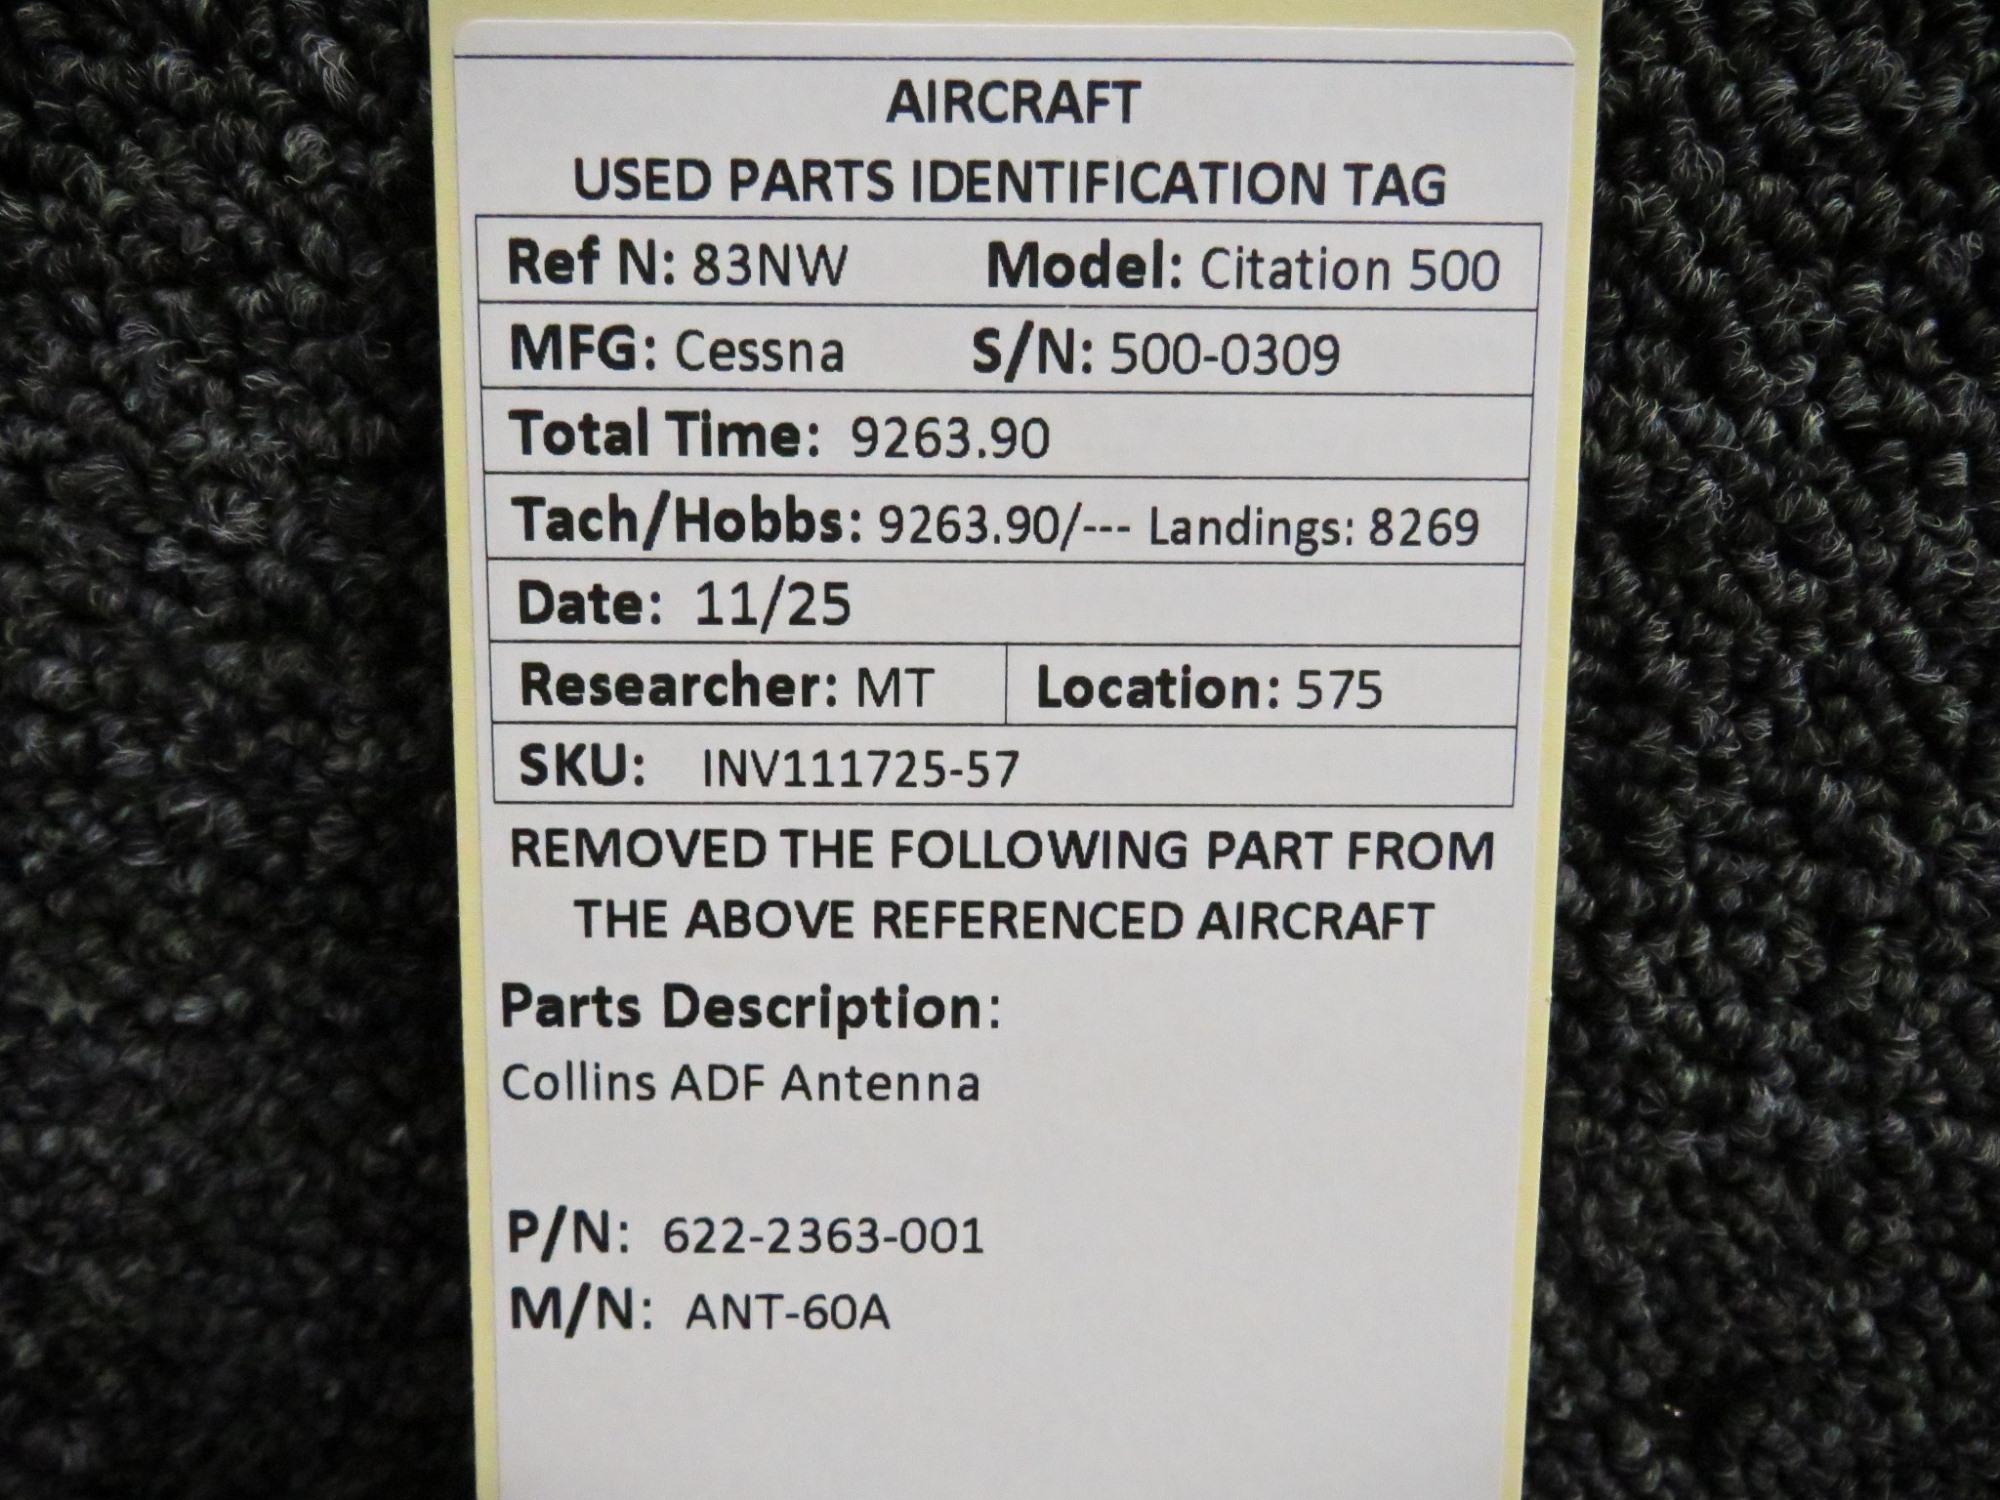 AIRCRAFT
USED PARTS IDENTIFICATION TAG
Ref N: 83NW Model: Citation 500
MFG: Cessna S/N: 500-0309
Total Time: 9263.90
Tach/Hobbs: 9263.90/--- Landings: 8269
Date: 11/25
Researcher: MT Location: 575
SKU: INV111725-57
REMOVED THE FOLLOWING PART FROM
THE ABOVE REFERENCED AIRCRAFT
Parts Description:
Collins ADF Antenna
P/N: 622-2363-001
M/N: ANT-60A